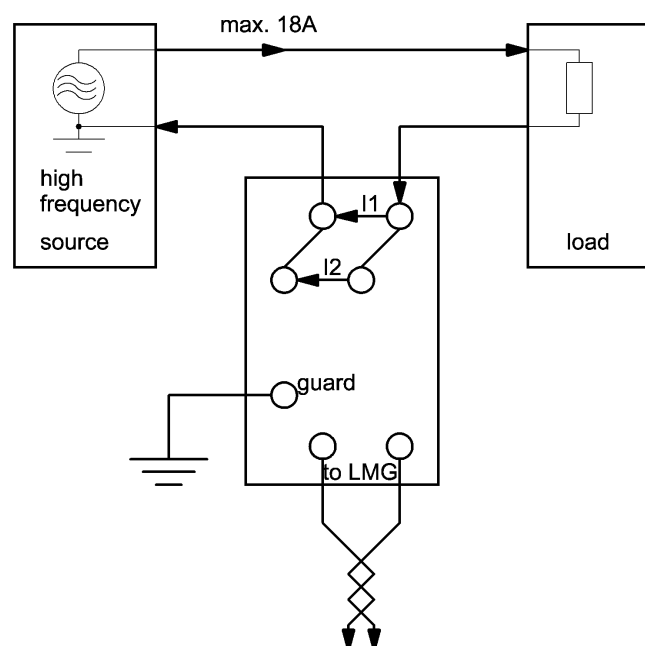 max. 18A
high
frequency
source
load
I1
I2
guard
to LMG